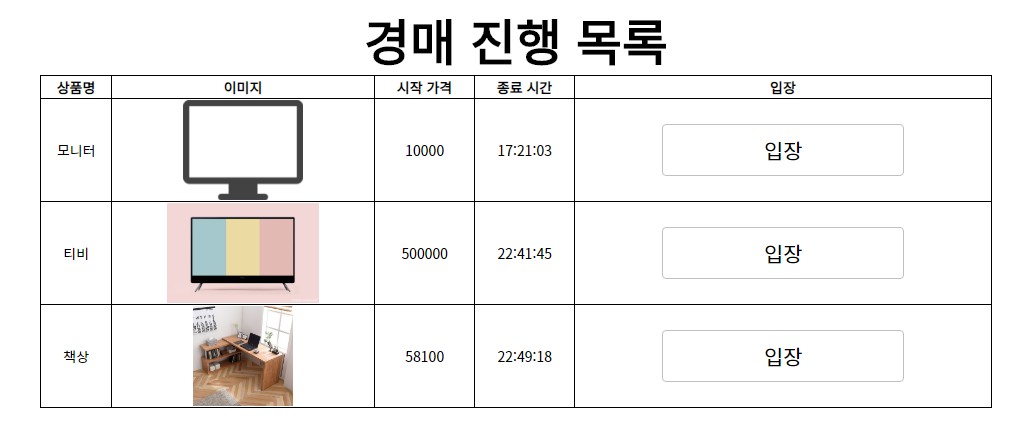 경매 진행 목록
상품명 이미지 시작 가격 종료 시간 입장
모니터 10000 17:21:03 입장
티비 500000 22:41:45 입장
책상 58100 22:49:18 입장